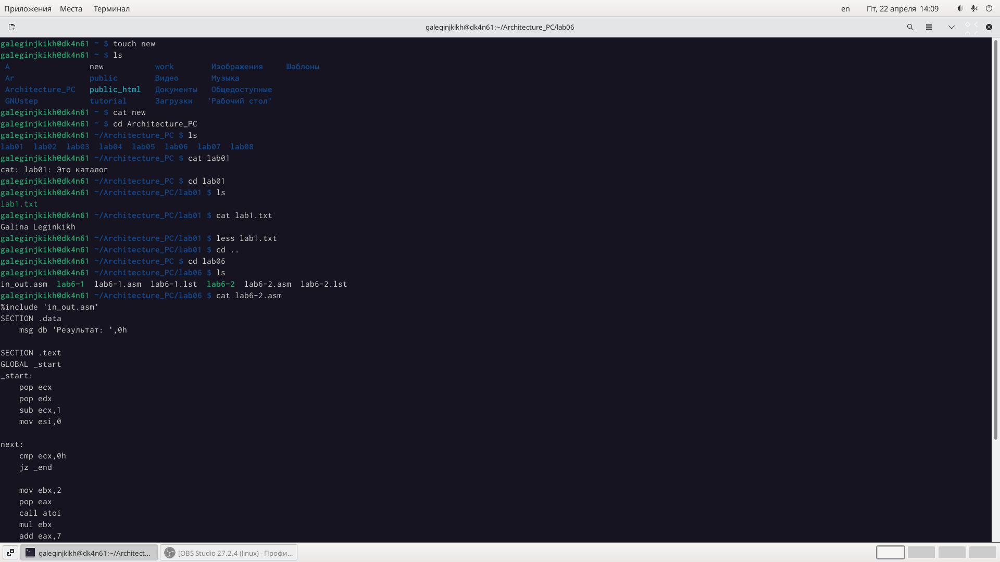 Приложения Места Терминал en Пт, 22 апреля 14:09
galeginjkikh@dk4n61:~/Architecture_PC/lab06
galeginjkikh@dk4n61 ~ $ touch new
galeginjkikh@dk4n61 ~ $ ls
A new work Изображения Шаблоны
Ar public Видео Музыка
Architecture_PC public_html Документы Общедоступные
GNUstep tutorial Загрузки 'Рабочий стол'
galeginjkikh@dk4n61 ~ $ cat new
galeginjkikh@dk4n61 ~ $ cd Architecture_PC
galeginjkikh@dk4n61 ~/Architecture_PC $ ls
lab01 lab02 lab03 lab04 lab05 lab06 lab07 lab08
galeginjkikh@dk4n61 ~/Architecture_PC $ cat lab01
cat: lab01: Это каталог
galeginjkikh@dk4n61 ~/Architecture_PC $ cd lab01
galeginjkikh@dk4n61 ~/Architecture_PC/lab01 $ ls
lab1.txt
galeginjkikh@dk4n61 ~/Architecture_PC/lab01 $ cat lab1.txt
Galina Leginkikh
galeginjkikh@dk4n61 ~/Architecture_PC/lab01 $ less lab1.txt
galeginjkikh@dk4n61 ~/Architecture_PC/lab01 $ cd ..
galeginjkikh@dk4n61 ~/Architecture_PC $ cd lab06
galeginjkikh@dk4n61 ~/Architecture_PC/lab06 $ ls
in_out.asm lab6-1 lab6-1.asm lab6-1.lst lab6-2 lab6-2.asm lab6-2.lst
galeginjkikh@dk4n61 ~/Architecture_PC/lab06 $ cat lab6-2.asm
%include 'in_out.asm'
SECTION .data
msg db 'Результат: ',0h
SECTION .text
GLOBAL _start
_start:
pop ecx
pop edx
sub ecx,1
mov esi,0
next:
cmp ecx,0h
jz _end
mov ebx,2
pop eax
call atoi
mul ebx
add eax,7
galeginjkikh@dk4n61:~/Architect... [OBS Studio 27.2.4 (linux) - Профи...